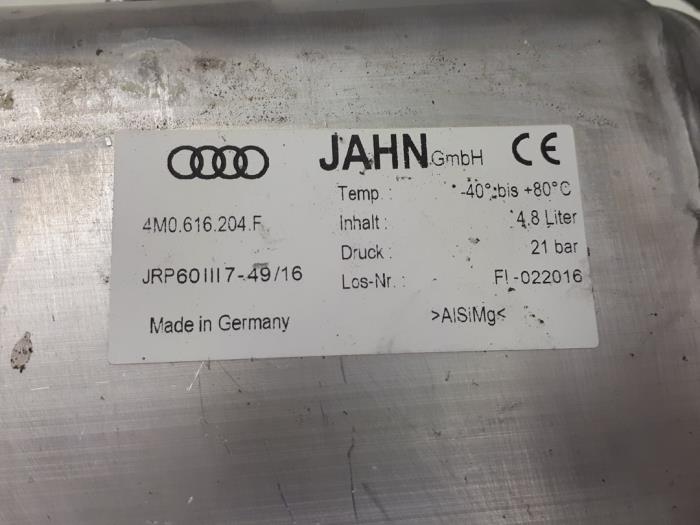 JAHN GmbH CE
Temp. -40° bis +80°C
4M0.616.204.F Inhalt : 4.8 Liter
Druck : 21 bar
JRP60III7-49/16 Los-Nr. : FI-022016
Made in Germany >AlSiMg<